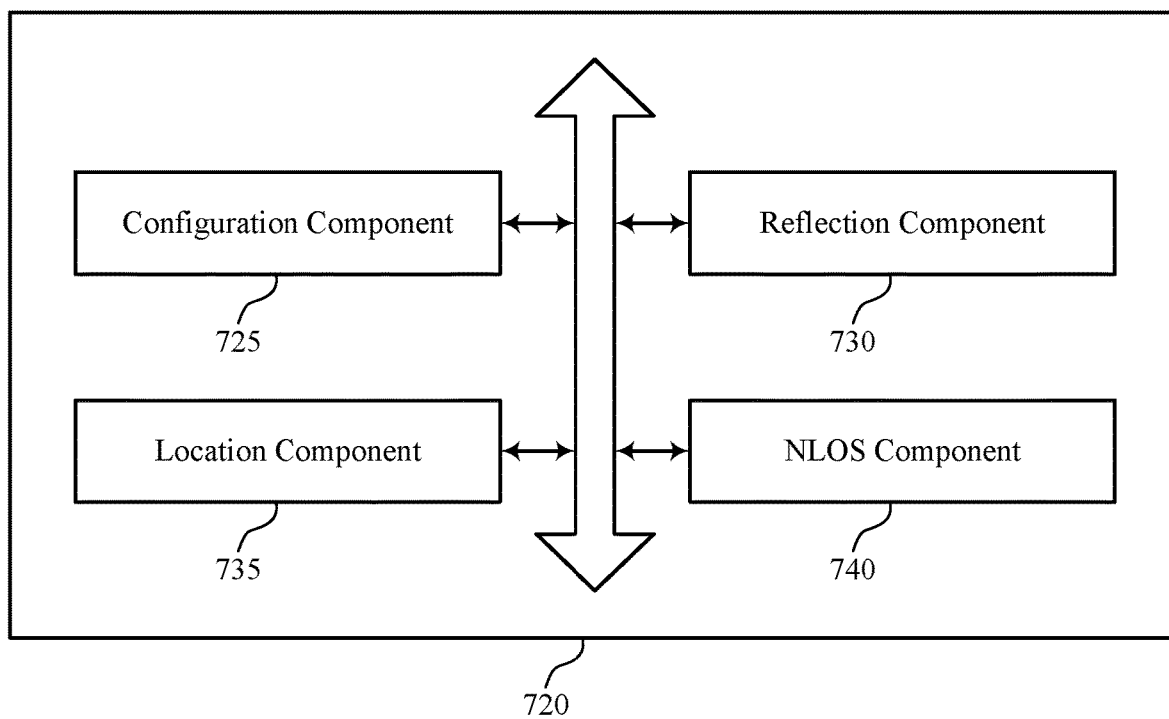 Configuration Component
Reflection Component
725
730
Location Component
NLOS Component
735
740
720